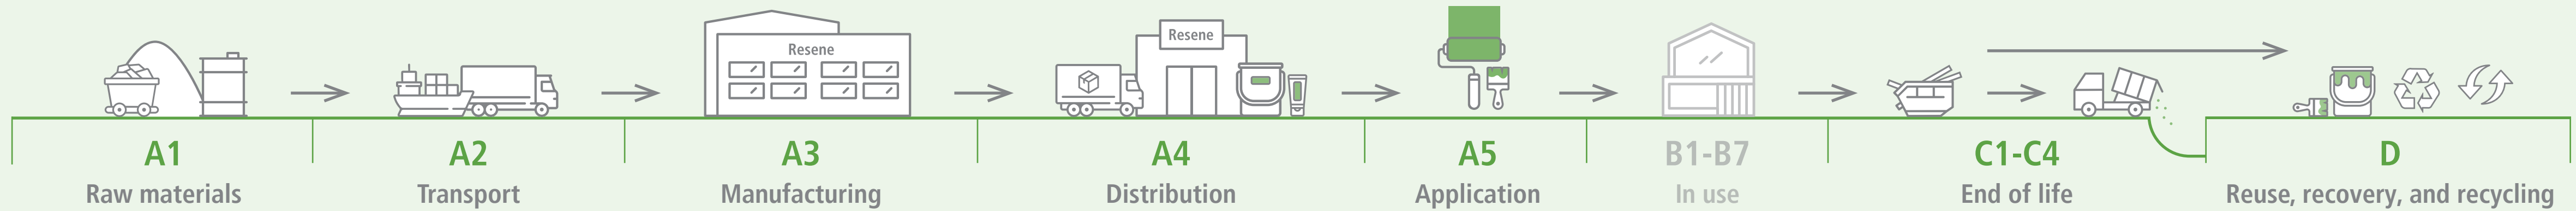 Resene
Resene
A1
A2
A3
A4
A5
B1-B7
C1-C4
D
Raw materials
Transport
Manufacturing
Distribution
Application
In use
End of life
Reuse, recovery, and recycling